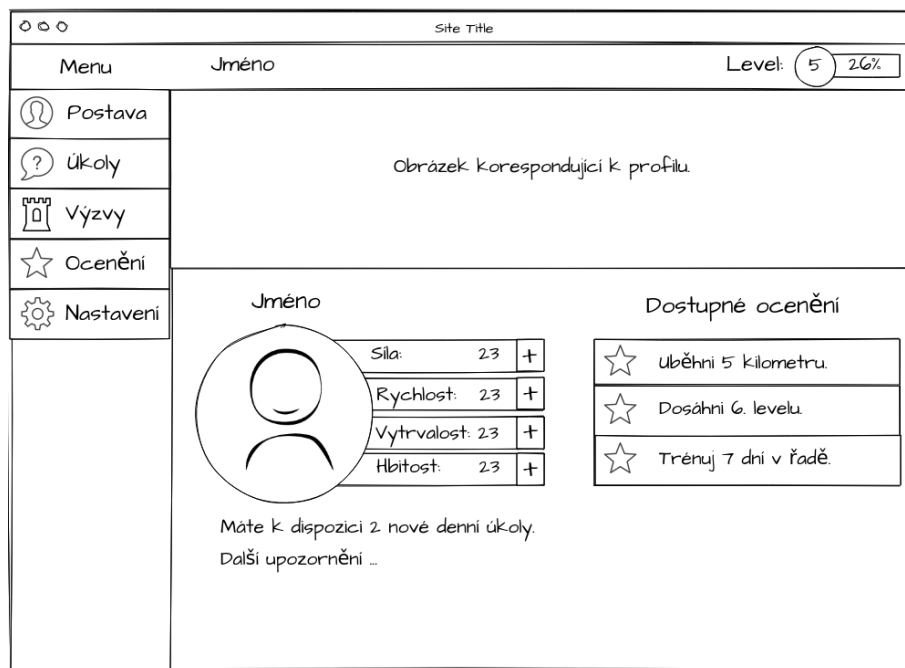 Site Title
Menu
Jméno
Level: 5 26%
Postava
Úkoly
Výzvy
Ocenění
Nastavení
Obrázek korespondující k profilu.
Jméno
Síla: 23 +
Rychlost: 23 +
Vytrvalost: 23 +
Hbitost: 23 +
Máte k dispozici 2 nové denní úkoly.
Další upozornění ...
Dostupné ocenění
Uběhni 5 kilometru.
Dosáhni 6. levelu.
Trénuj 7 dní v řadě.